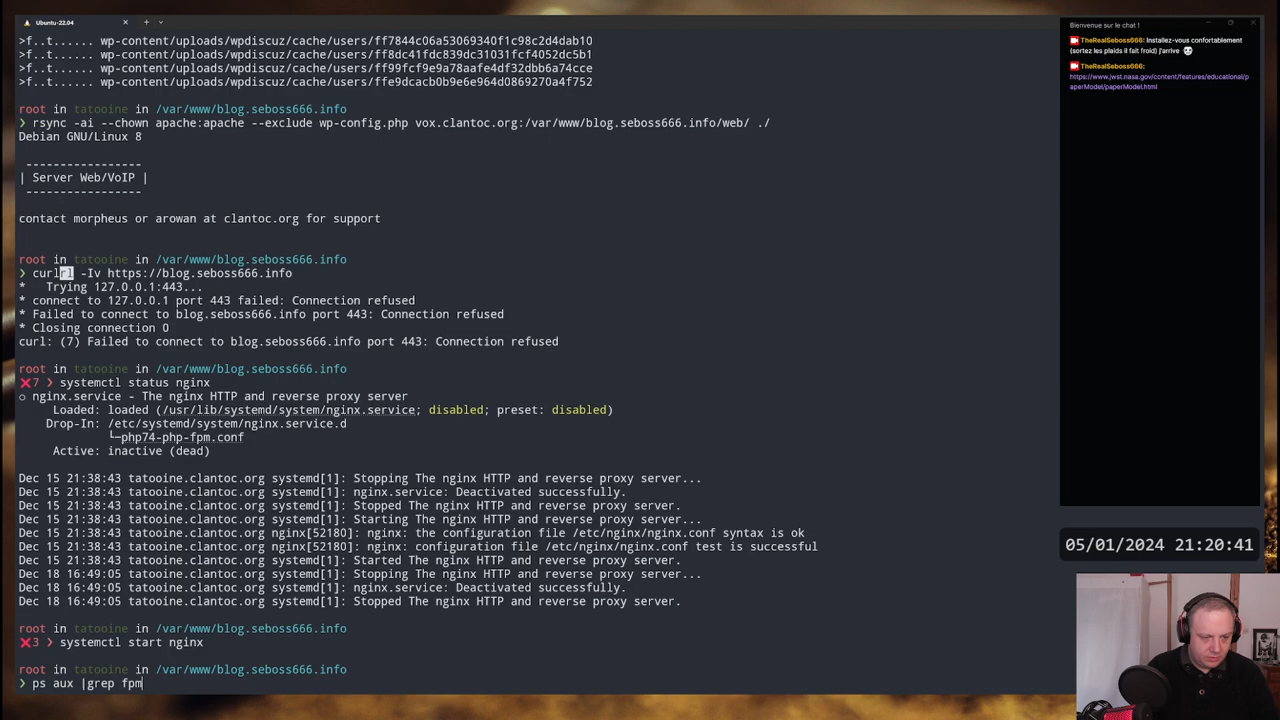 Ubuntu-22.04
>f..t...... wp-content/uploads/wpdiscuz/cache/users/ff7844c06a53069340f1c98c2d4dab10
>f..t...... wp-content/uploads/wpdiscuz/cache/users/ff8dc41fdc839dc31031fcf4052dc5b1
>f..t...... wp-content/uploads/wpdiscuz/cache/users/ff99fcf9e9a78aafe4df32dbb6a74cce
>f..t...... wp-content/uploads/wpdiscuz/cache/users/ffe9dcacb0b9e6e964d0869270a4f752
root in tatooine in /var/www/blog.seboss666.info
❯ rsync -ai --chown apache:apache --exclude wp-config.php vox.clantoc.org:/var/www/blog.seboss666.info/web/ ./
Debian GNU/Linux 8
-----------------
| Server Web/VoIP |
-----------------
contact morpheus or arowan at clantoc.org for support
root in tatooine in /var/www/blog.seboss666.info
❯ curlrl -Iv https://blog.seboss666.info
* Trying 127.0.0.1:443...
* connect to 127.0.0.1 port 443 failed: Connection refused
* Failed to connect to blog.seboss666.info port 443: Connection refused
* Closing connection 0
curl: (7) Failed to connect to blog.seboss666.info port 443: Connection refused
root in tatooine in /var/www/blog.seboss666.info
❌7 ❯ systemctl status nginx
○ nginx.service - The nginx HTTP and reverse proxy server
Loaded: loaded (/usr/lib/systemd/system/nginx.service; disabled; preset: disabled)
Drop-In: /etc/systemd/system/nginx.service.d
└─php74-php-fpm.conf
Active: inactive (dead)
Dec 15 21:38:43 tatooine.clantoc.org systemd[1]: Stopping The nginx HTTP and reverse proxy server...
Dec 15 21:38:43 tatooine.clantoc.org systemd[1]: nginx.service: Deactivated successfully.
Dec 15 21:38:43 tatooine.clantoc.org systemd[1]: Stopped The nginx HTTP and reverse proxy server.
Dec 15 21:38:43 tatooine.clantoc.org systemd[1]: Starting The nginx HTTP and reverse proxy server...
Dec 15 21:38:43 tatooine.clantoc.org nginx[52180]: nginx: the configuration file /etc/nginx/nginx.conf syntax is ok
Dec 15 21:38:43 tatooine.clantoc.org nginx[52180]: nginx: configuration file /etc/nginx/nginx.conf test is successful
Dec 15 21:38:43 tatooine.clantoc.org systemd[1]: Started The nginx HTTP and reverse proxy server.
Dec 18 16:49:05 tatooine.clantoc.org systemd[1]: Stopping The nginx HTTP and reverse proxy server...
Dec 18 16:49:05 tatooine.clantoc.org systemd[1]: nginx.service: Deactivated successfully.
Dec 18 16:49:05 tatooine.clantoc.org systemd[1]: Stopped The nginx HTTP and reverse proxy server.
root in tatooine in /var/www/blog.seboss666.info
❌3 ❯ systemctl start nginx
root in tatooine in /var/www/blog.seboss666.info
❯ ps aux |grep fpm
Bienvenue sur le chat !
TheRealSeboss666: Installez-vous confortablement
(sortez les plaids il fait froid) j'arrive
TheRealSeboss666:
https://www.jwst.nasa.gov/content/features/educational/p
aperModel/paperModel.html
05/01/2024 21:20:41